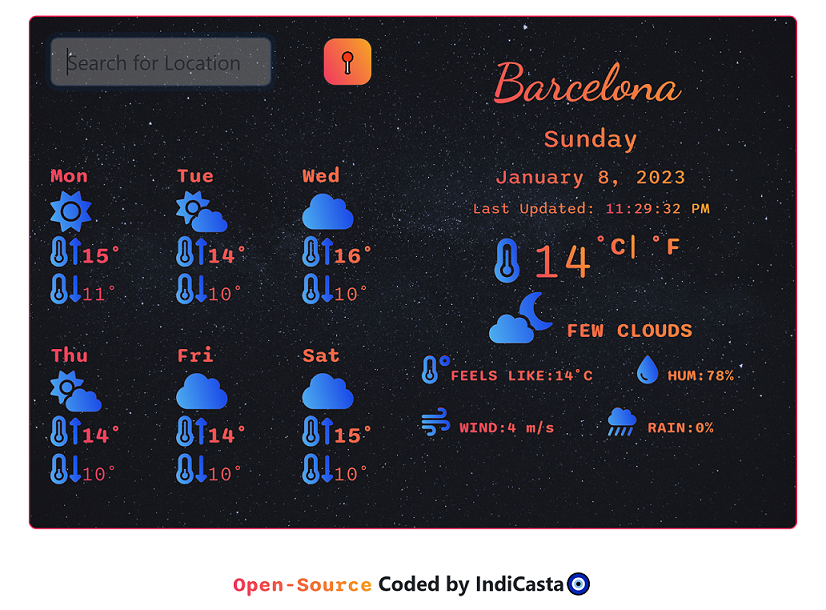 Search for Location
Barcelona
Sunday
January 8, 2023
Last Updated: 11:29:32 PM
14°C| °F
FEW CLOUDS
FEELS LIKE:14°C
HUM:78%
WIND:4 m/s
RAIN:0%
Mon Tue Wed
15° 14° 16°
11° 10° 10°
Thu Fri Sat
14° 14° 15°
10° 10° 10°
Open-Source Coded by IndiCasta